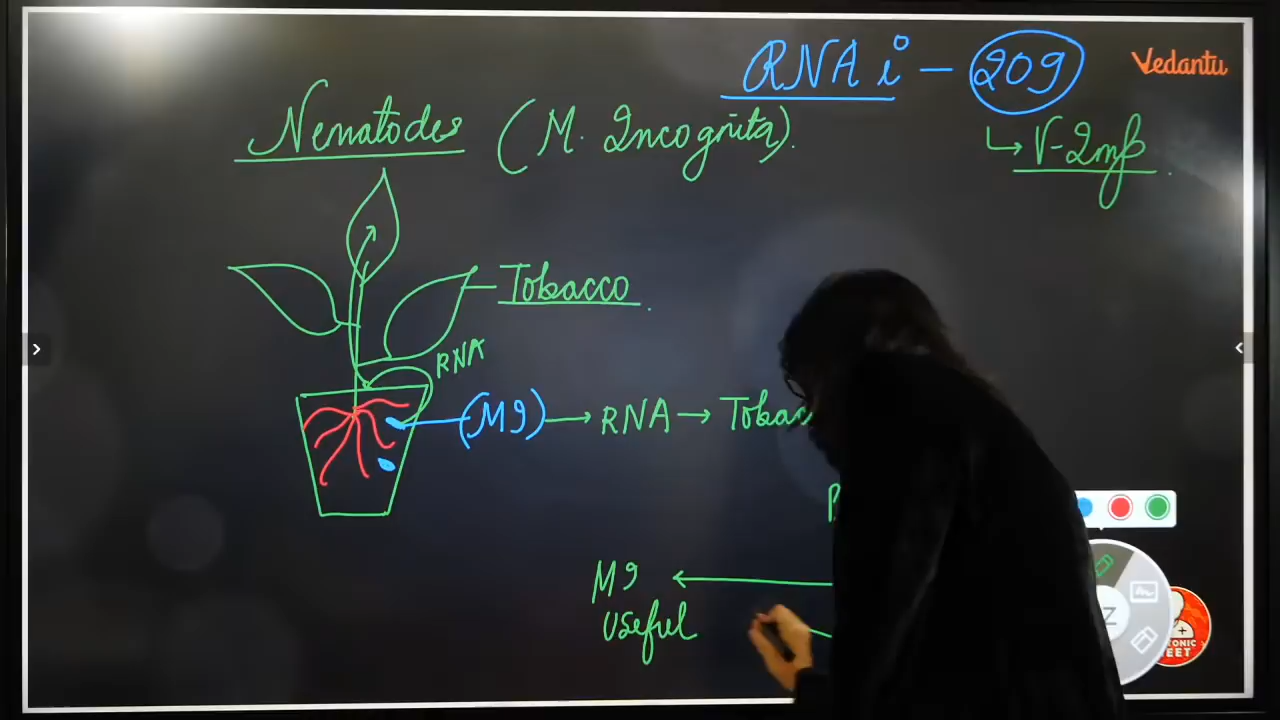 RNA i - 209
Vedantu
Nematodes (M. Incognita).
↳ V-Imp.
Tobacco.
RNA
(MI) → RNA → Tobac
MI ←
useful
Z